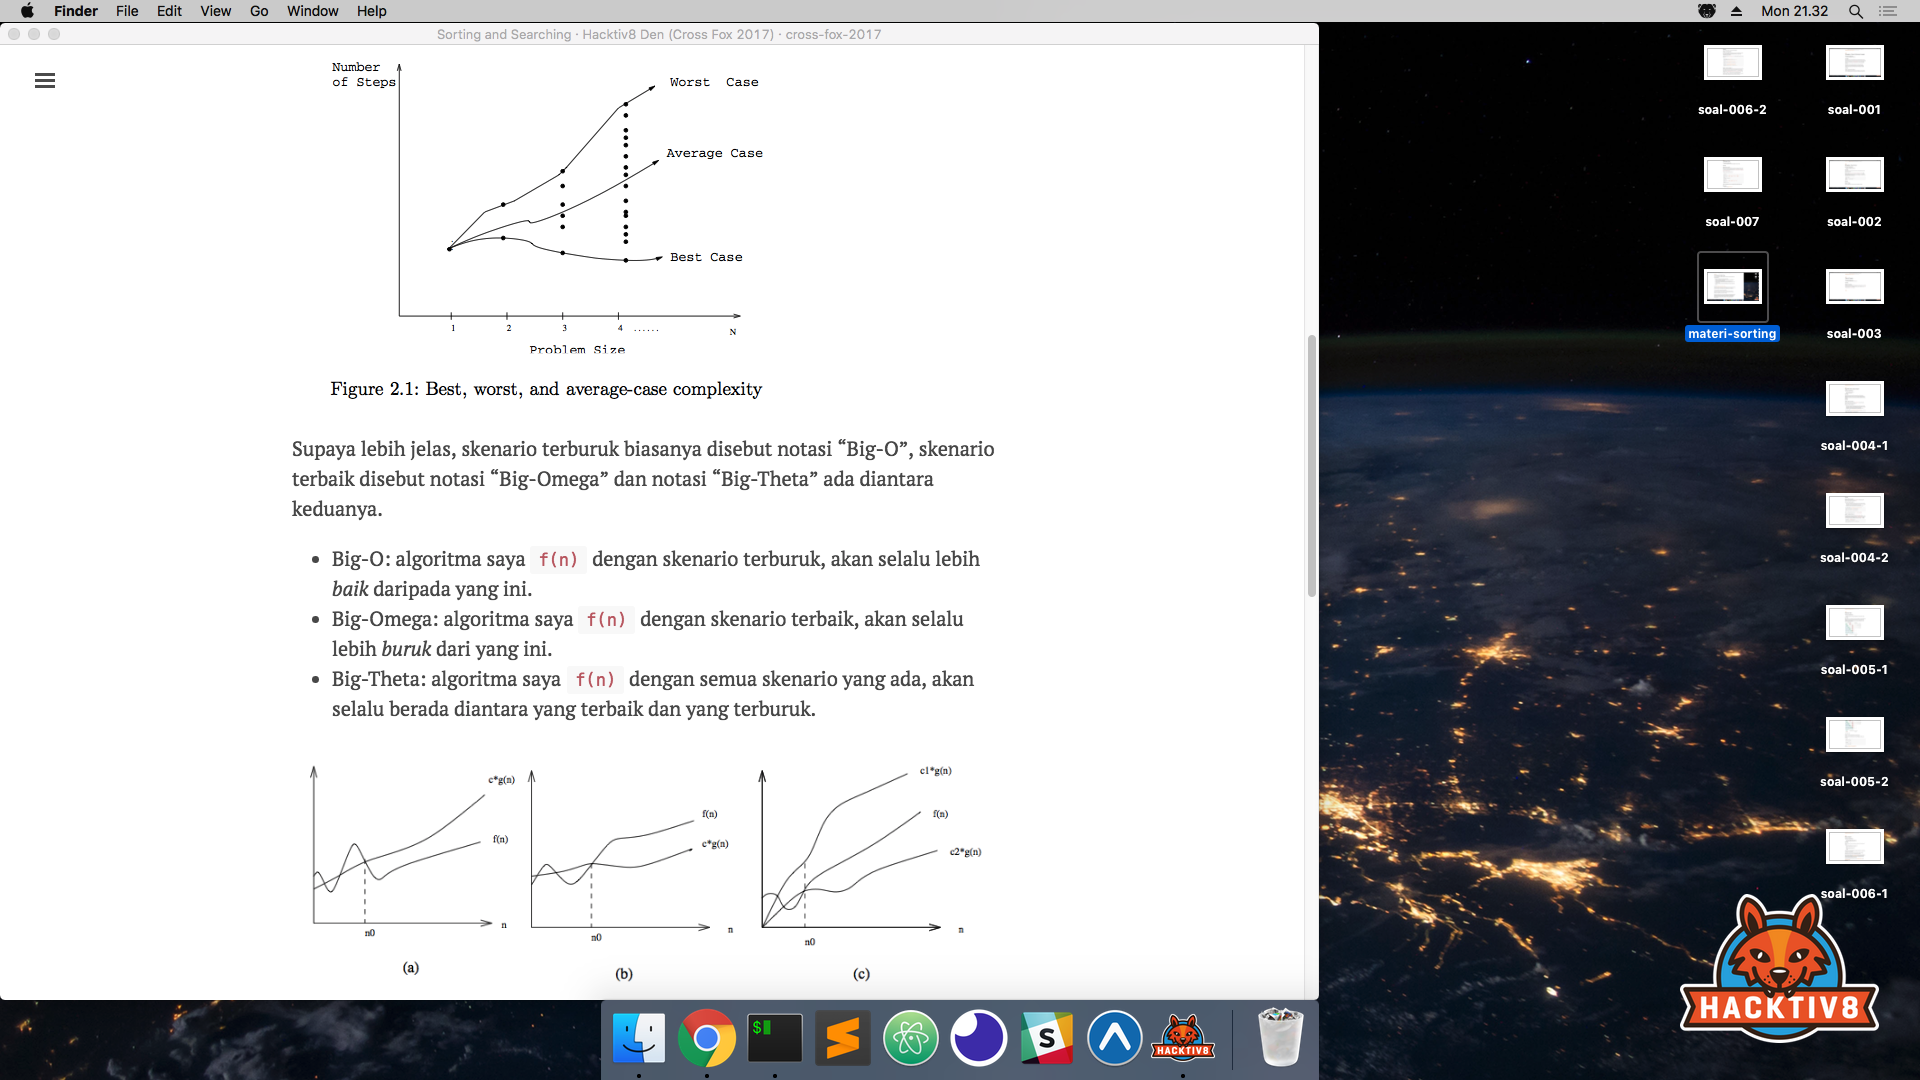 Finder File Edit View Go Window Help
Mon 21.32
Sorting and Searching · Hacktiv8 Den (Cross Fox 2017) · cross-fox-2017
Number
of Steps
Worst Case
Average Case
Best Case
1 2 3 4 ...... N
Problem Size
Figure 2.1: Best, worst, and average-case complexity
Supaya lebih jelas, skenario terburuk biasanya disebut notasi “Big-O”, skenario
terbaik disebut notasi “Big-Omega” dan notasi “Big-Theta” ada diantara
keduanya.
• Big-O: algoritma saya f(n) dengan skenario terburuk, akan selalu lebih
baik daripada yang ini.
• Big-Omega: algoritma saya f(n) dengan skenario terbaik, akan selalu
lebih buruk dari yang ini.
• Big-Theta: algoritma saya f(n) dengan semua skenario yang ada, akan
selalu berada diantara yang terbaik dan yang terburuk.
c*g(n)
f(n)
n
n0
(a)
f(n)
c*g(n)
n
n0
(b)
c1*g(n)
f(n)
c2*g(n)
n
n0
(c)
soal-006-2 soal-001
soal-007 soal-002
materi-sorting soal-003
soal-004-1
soal-004-2
soal-005-1
soal-005-2
soal-006-1
HACKTIV8
$
S
HACKTIV8